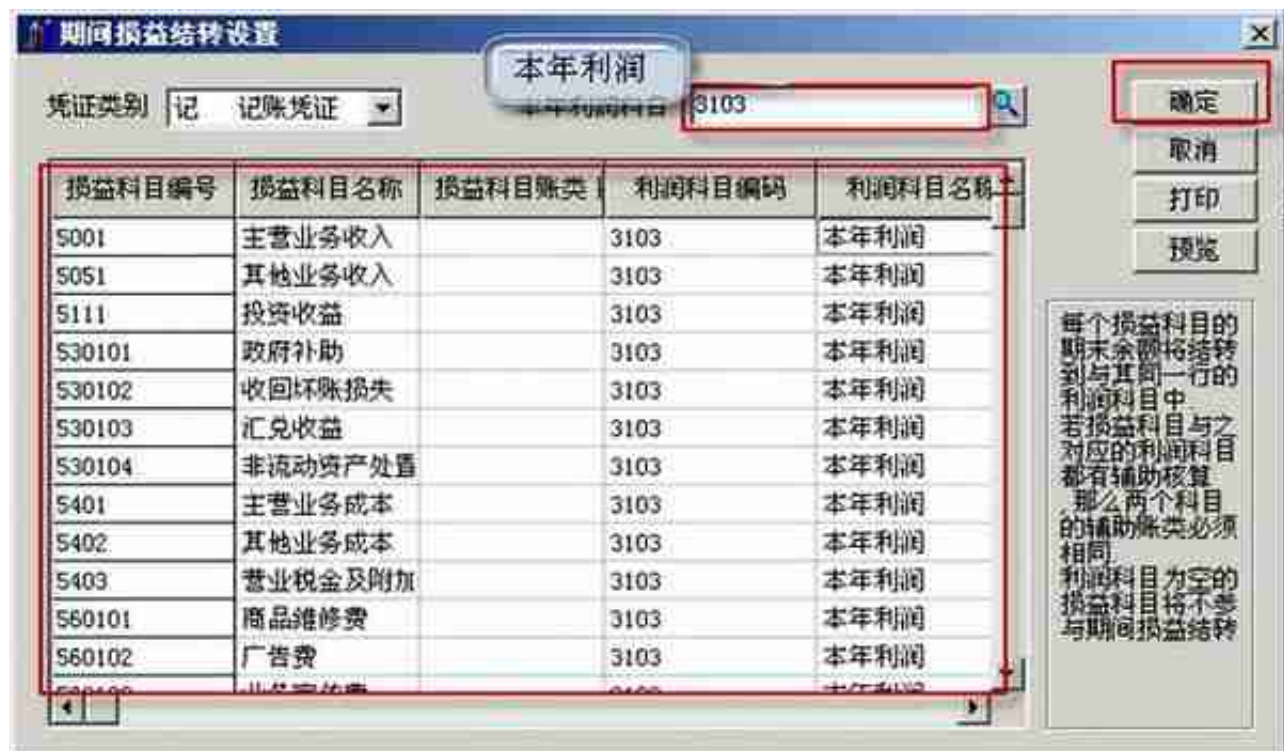 期间损益结转设置
本年利润
凭证类别 记 记账凭证 本年利润科目 3103 确定
取消
打印
预览
损益科目编号 损益科目名称 损益科目账类 利润科目编码 利润科目名称
5001 主营业务收入 3103 本年利润
5051 其他业务收入 3103 本年利润
5111 投资收益 3103 本年利润
530101 政府补助 3103 本年利润
530102 收回坏账损失 3103 本年利润
530103 汇兑收益 3103 本年利润
530104 非流动资产处置 3103 本年利润
5401 主营业务成本 3103 本年利润
5402 其他业务成本 3103 本年利润
5403 营业税金及附加 3103 本年利润
560101 商品维修费 3103 本年利润
560102 广告费 3103 本年利润
每个损益科目的
期末余额将结转
到与其同一行的
利润科目中
若损益科目与之
对应的利润科目
都有辅助核算
,那么两个科目
的辅助账类必须
相同
利润科目为空的
损益科目将不参
与期间损益结转